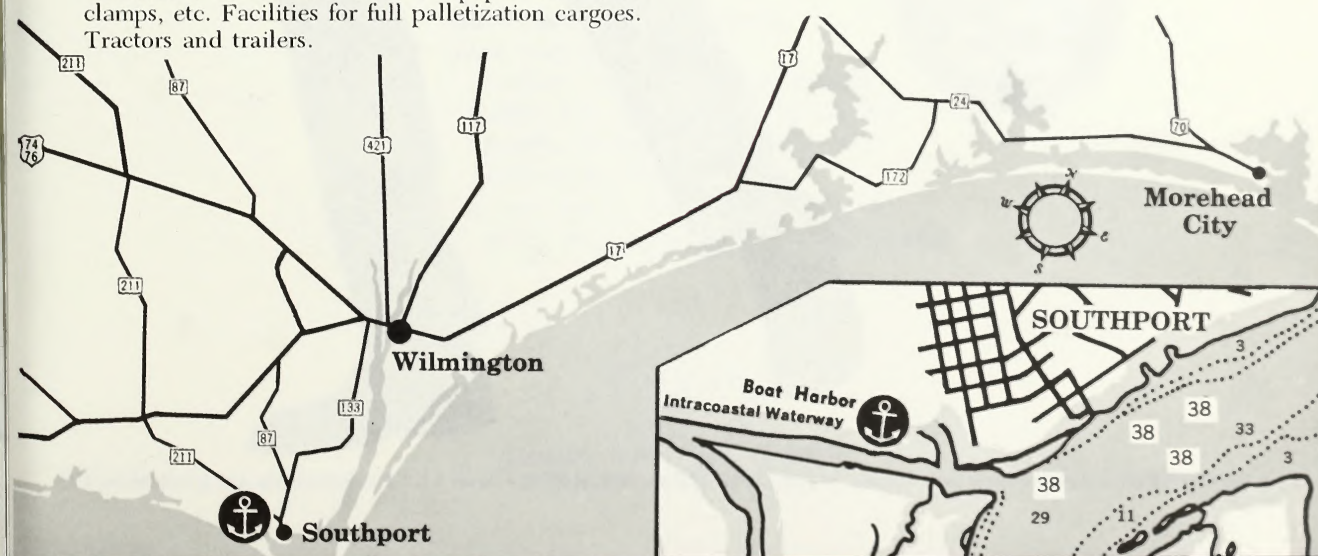 clamps, etc. Facilities for full palletization cargoes.
Tractors and trailers.
211
87
421
117
17
24
70
74
76
172
Morehead
City
N
w
e
s
211
17
Wilmington
133
87
211
Southport
SOUTHPORT
Boat Harbor
Intracoastal Waterway
3
38
38
33
38
3
38
29
11